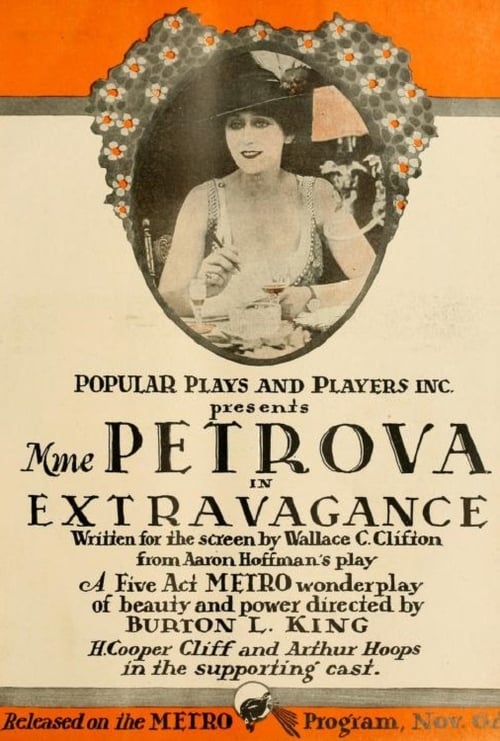 POPULAR PLAYS AND PLAYERS INC.
presents
Mme PETROVA
IN
EXTRAVAGANCE
Written for the screen by Wallace C. Clifton
from Aaron Hoffman's play
A Five Act METRO wonderplay
of beauty and power directed by
BURTON L. KING
H. Cooper Cliff and Arthur Hoops
in the supporting cast.
Released on the METRO Program, Nov.